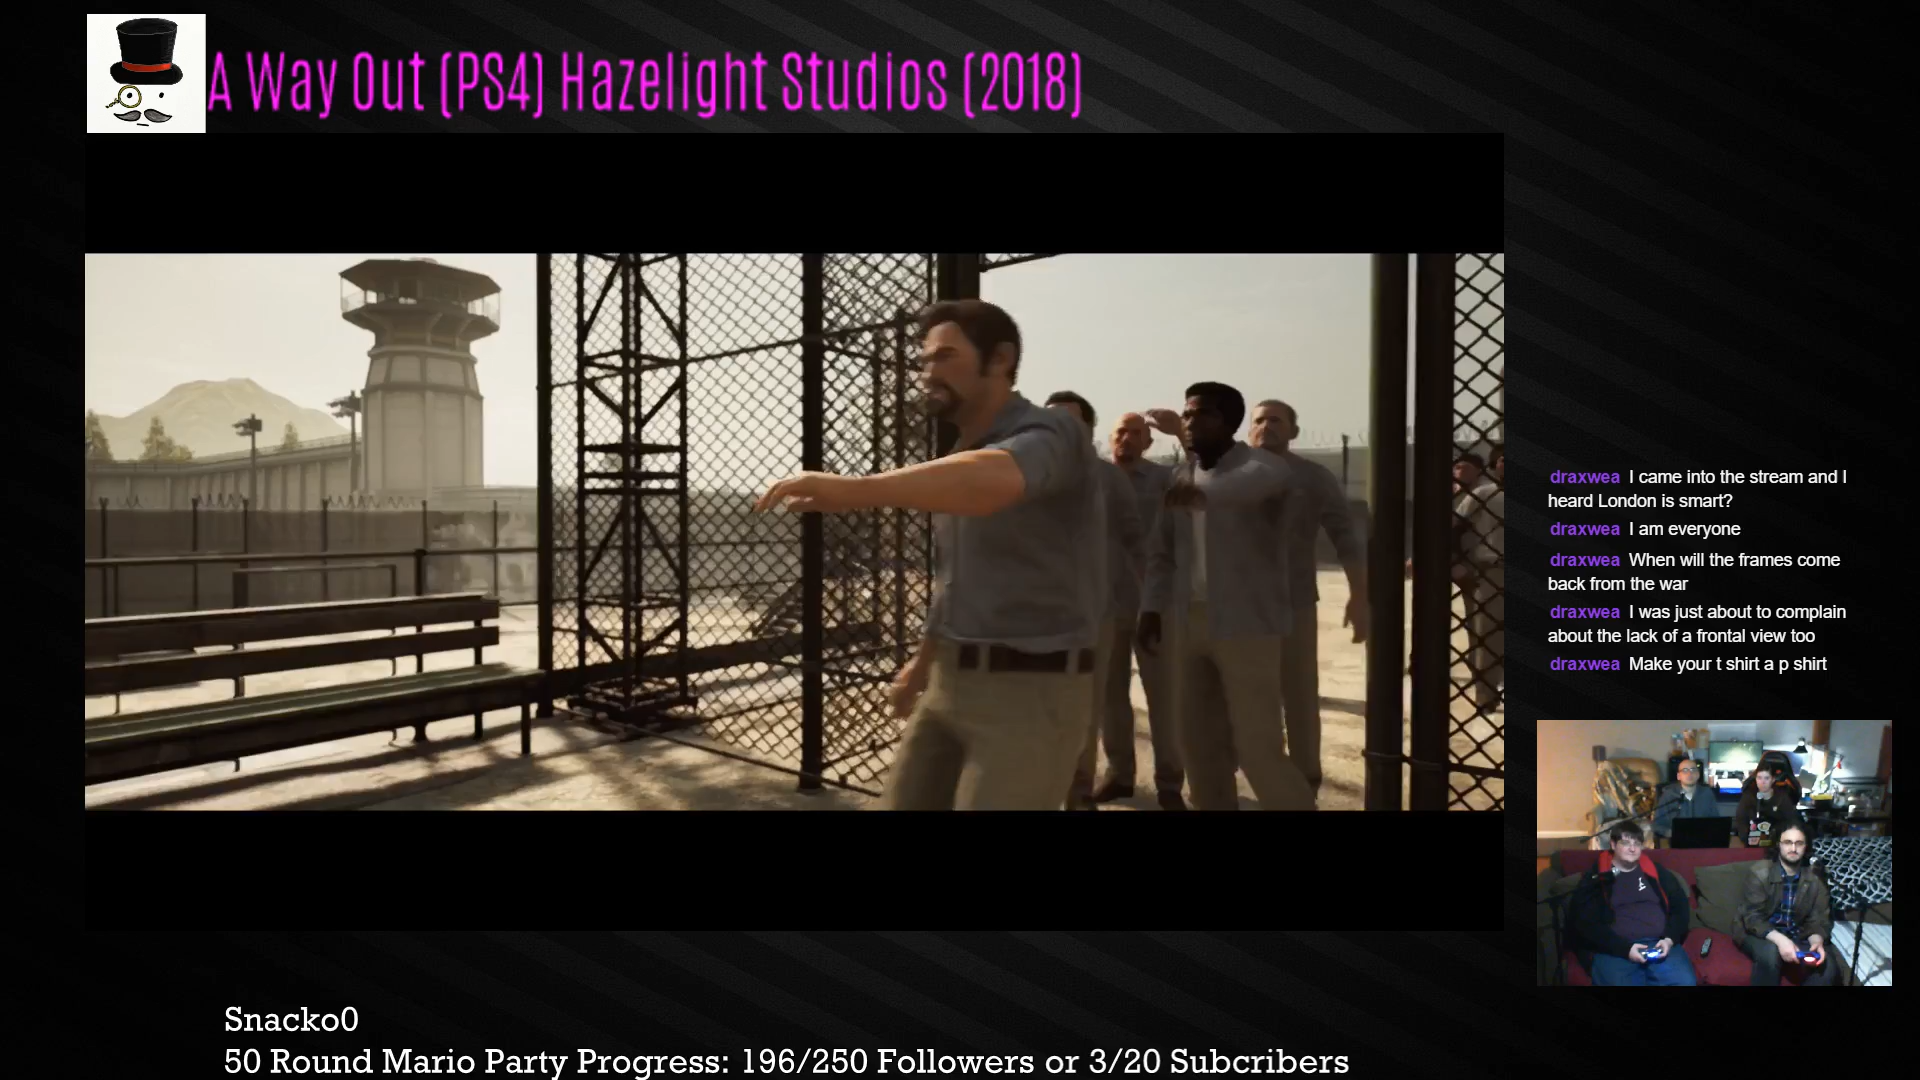 A Way Out (PS4) Hazelight Studios (2018)
draxwea I came into the stream and I
heard London is smart?
draxwea I am everyone
draxwea When will the frames come
back from the war
draxwea I was just about to complain
about the lack of a frontal view too
draxwea Make your t shirt a p shirt
Snacko0
50 Round Mario Party Progress: 196/250 Followers or 3/20 Subcribers